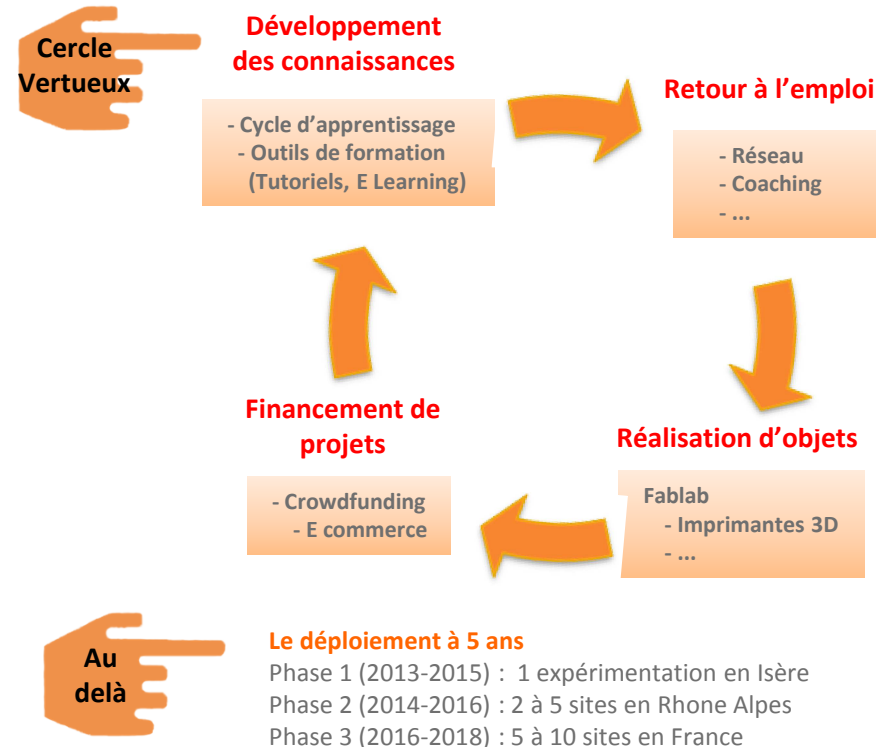 Cercle
Vertueux
Développement
des connaissances
- Cycle d'apprentissage
- Outils de formation
(Tutoriels, E Learning)
Retour à l'emploi
- Réseau
- Coaching
- ...
Financement de
projets
- Crowdfunding
- E commerce
Réalisation d'objets
Fablab
- Imprimantes 3D
- ...
Au
delà
Le déploiement à 5 ans
Phase 1 (2013-2015) : 1 expérimentation en Isère
Phase 2 (2014-2016) : 2 à 5 sites en Rhone Alpes
Phase 3 (2016-2018) : 5 à 10 sites en France